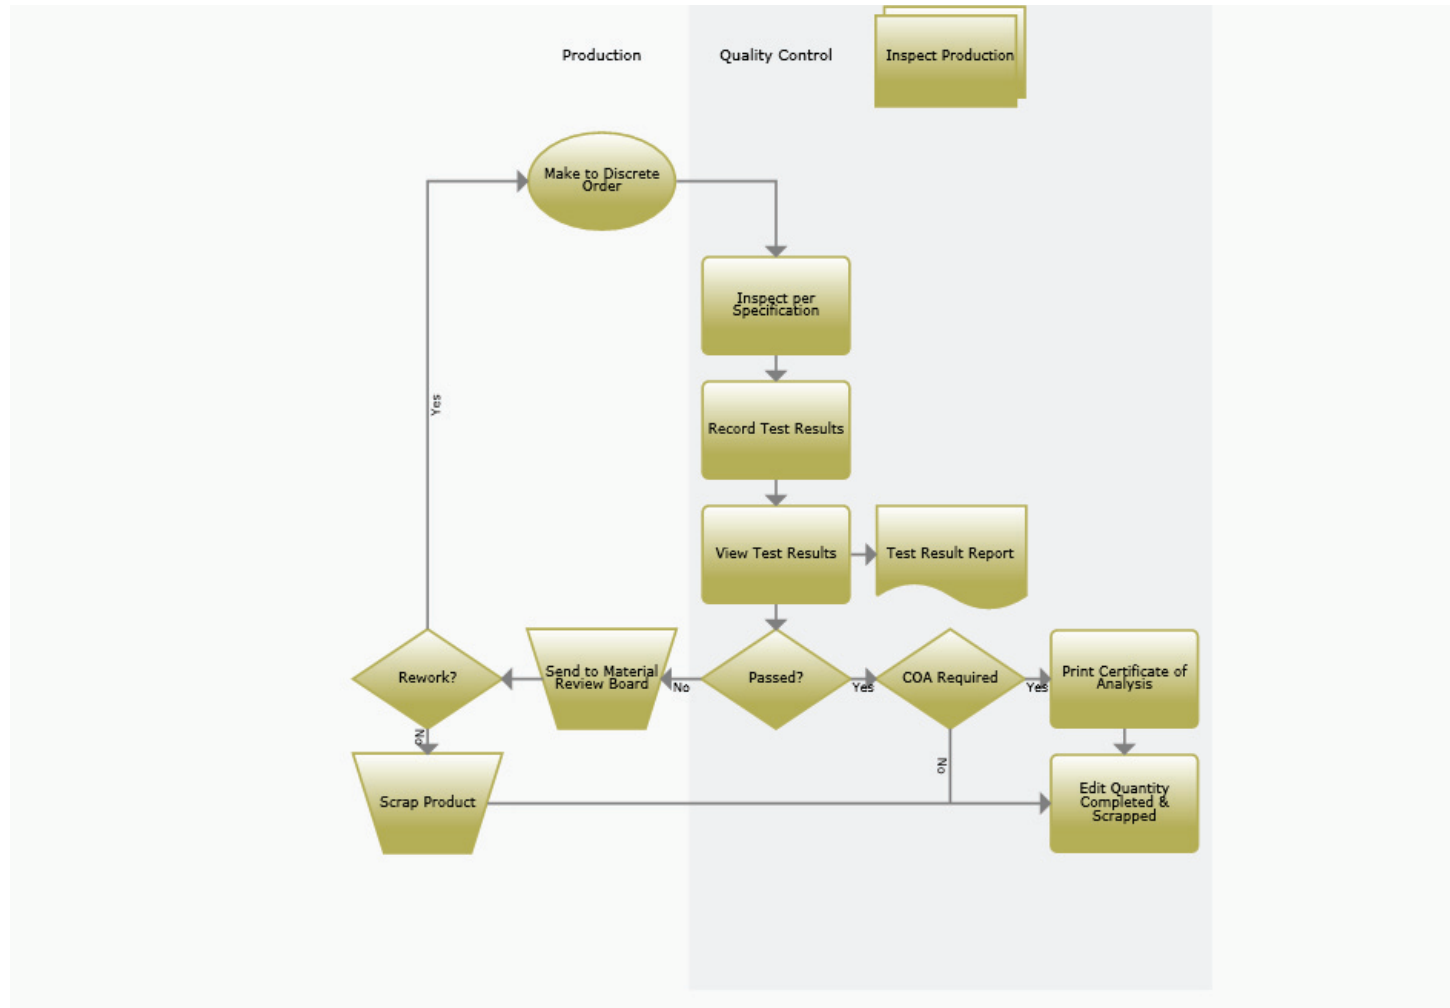 Production
Quality Control
Inspect Production
Make to Discrete
Order
Inspect per
Specification
Yes
Record Test Results
View Test Results
Test Result Report
Rework?
Send to Material
Review Board
No
Passed?
Yes
COA Required
Yes
Print Certificate of
Analysis
No
No
Scrap Product
Edit Quantity
Completed &
Scrapped